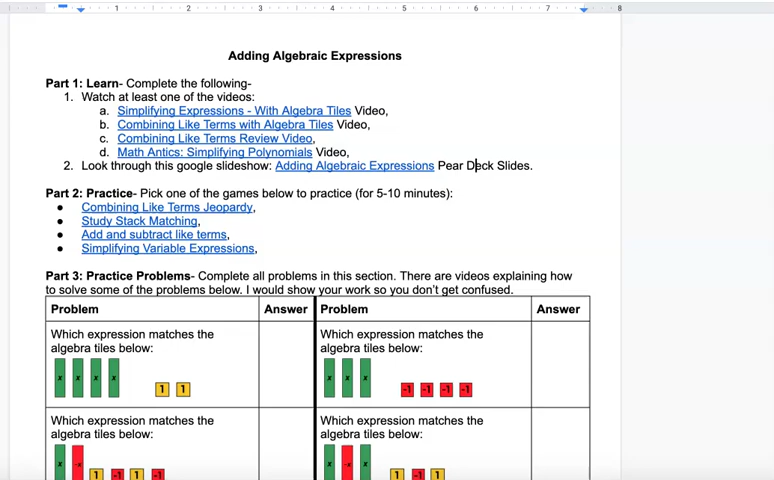 1 2 3 4 5 6 7 8
Adding Algebraic Expressions
Part 1: Learn- Complete the following-
1. Watch at least one of the videos:
a. Simplifying Expressions - With Algebra Tiles Video,
b. Combining Like Terms with Algebra Tiles Video,
c. Combining Like Terms Review Video,
d. Math Antics: Simplifying Polynomials Video,
2. Look through this google slideshow: Adding Algebraic Expressions Pear Deck Slides.
Part 2: Practice- Pick one of the games below to practice (for 5-10 minutes):
● Combining Like Terms Jeopardy,
● Study Stack Matching,
● Add and subtract like terms,
● Simplifying Variable Expressions,
Part 3: Practice Problems- Complete all problems in this section. There are videos explaining how
to solve some of the problems below. I would show your work so you don't get confused.
Problem Answer Problem Answer
Which expression matches the
algebra tiles below:
x x x x 1 1
Which expression matches the
algebra tiles below:
x x x -1 -1 -1 -1
Which expression matches the
algebra tiles below:
x -x 1 -1 1 -1
Which expression matches the
algebra tiles below:
x -x x 1 -1 1